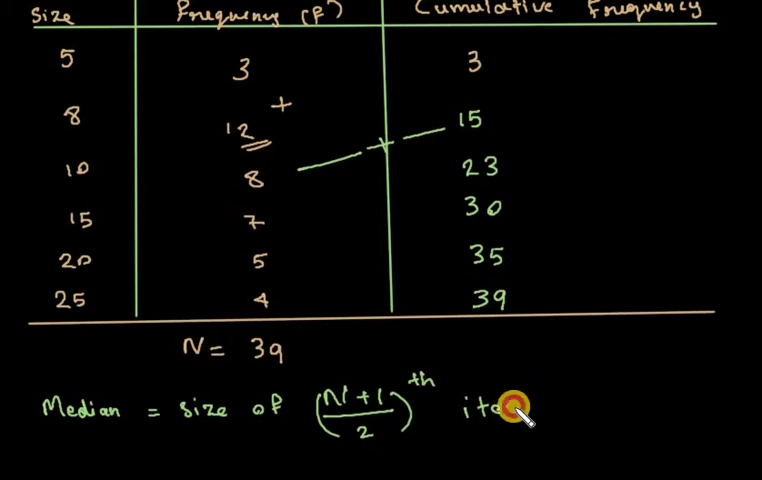 Size Frequency (f) Cumulative Frequency
5 3 3
8 12 + 15
10 8 23
15 7 30
20 5 35
25 4 39
N = 39
Median = Size of (N+1/2)th ite